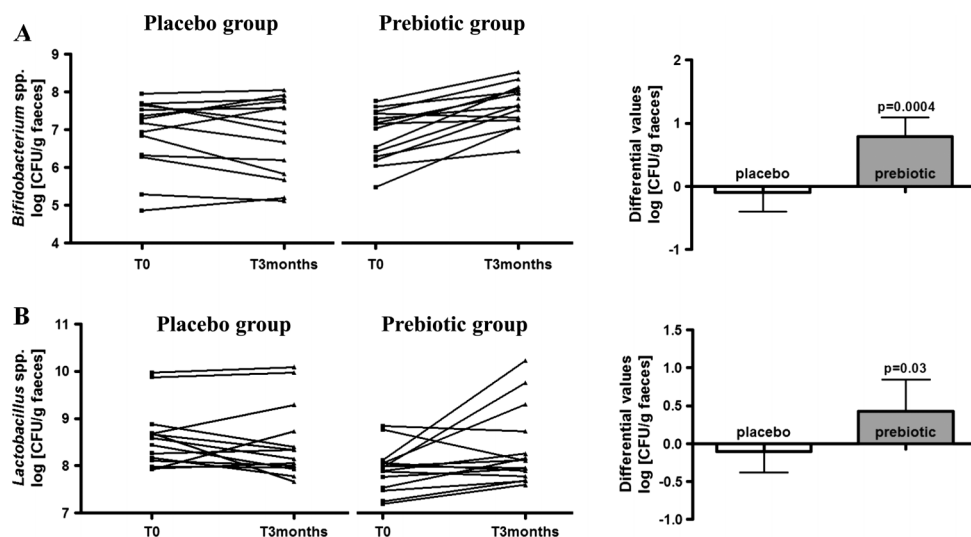 A
Placebo group
Prebiotic group
Bifidobacterium spp.
log [CFU/g faeces]
9
8
7
6
5
4
T0
T3months
T0
T3months
Differential values
log [CFU/g faeces]
2
1
0
-1
placebo
p=0.0004
prebiotic
B
Placebo group
Prebiotic group
Lactobacillus spp.
log [CFU/g faeces]
11
10
9
8
7
T0
T3months
T0
T3months
Differential values
log [CFU/g faeces]
1.5
1.0
0.5
0.0
-0.5
-1.0
placebo
p=0.03
prebiotic